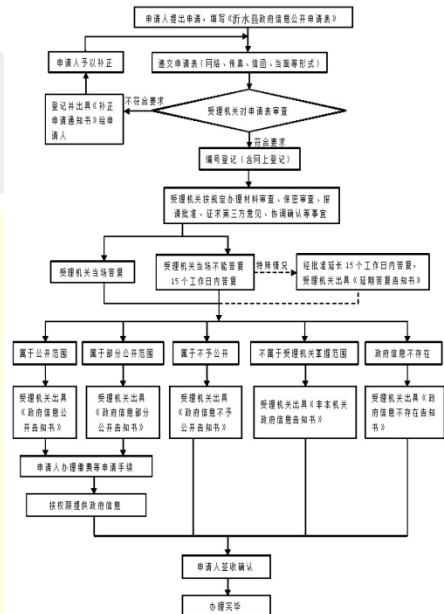 申请人提出申请，填写《沂水县政府信息公开申请表》
申请人予以补正
递交申请表（网络、传真、信函、当面等形式）
登记并出具《补正
申请通知书》给申
请人
不符合要求
受理机关对申请表审查
符合要求
编号登记（含网上登记）
受理机关按规定办理材料审查、保密审查、报
请批准、征求第三方意见、协调确认等事宜
受理机关当场答复
受理机关当场不能答复
15个工作日内答复
特殊情况
经批准延长15个工作日内答复，
受理机关出具《延期答复告知书》
属于公开范围
属于部分公开范围
属于不予公开
不属于受理机关掌握范围
政府信息不存在
受理机关出具
《政府信息公
开告知书》
受理机关出具
《政府信息部分
公开告知书》
受理机关出具
《政府信息不予公
开告知书》
受理机关出具《非本机关
政府信息告知书》
受理机关出具《政
府信息不存在告知
书》
申请人办理缴费等申请手续
按权限提供政府信息
申请人签收确认
办理完毕